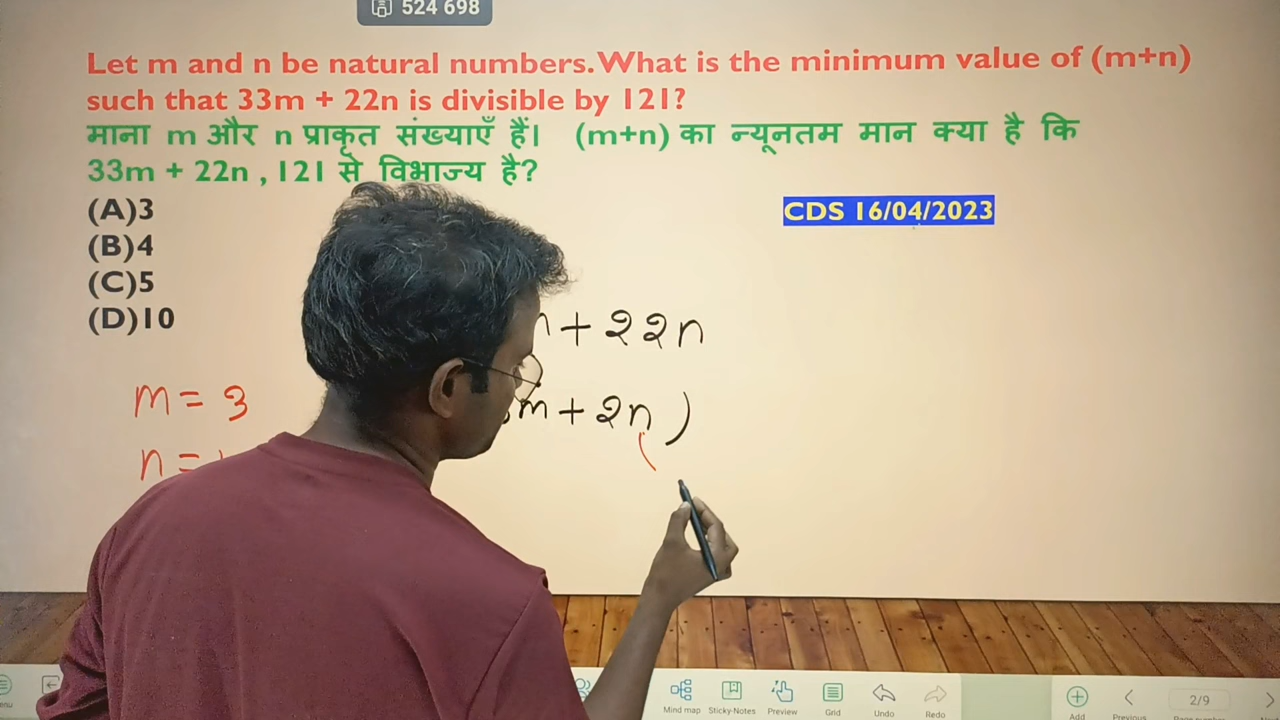 524 698
Let m and n be natural numbers. What is the minimum value of (m+n)
such that 33m + 22n is divisible by 121?
माना m और n प्राकृत संख्याएँ हैं। (m+n) का न्यूनतम मान क्या है कि
33m + 22n , 121 से विभाज्य है?
(A)3
CDS 16/04/2023
(B)4
(C)5
(D)10
+ 22n
m = 3
m + 2n )
n =
Mind map Sticky-Notes Preview Grid Undo Redo Add Previous 2/9